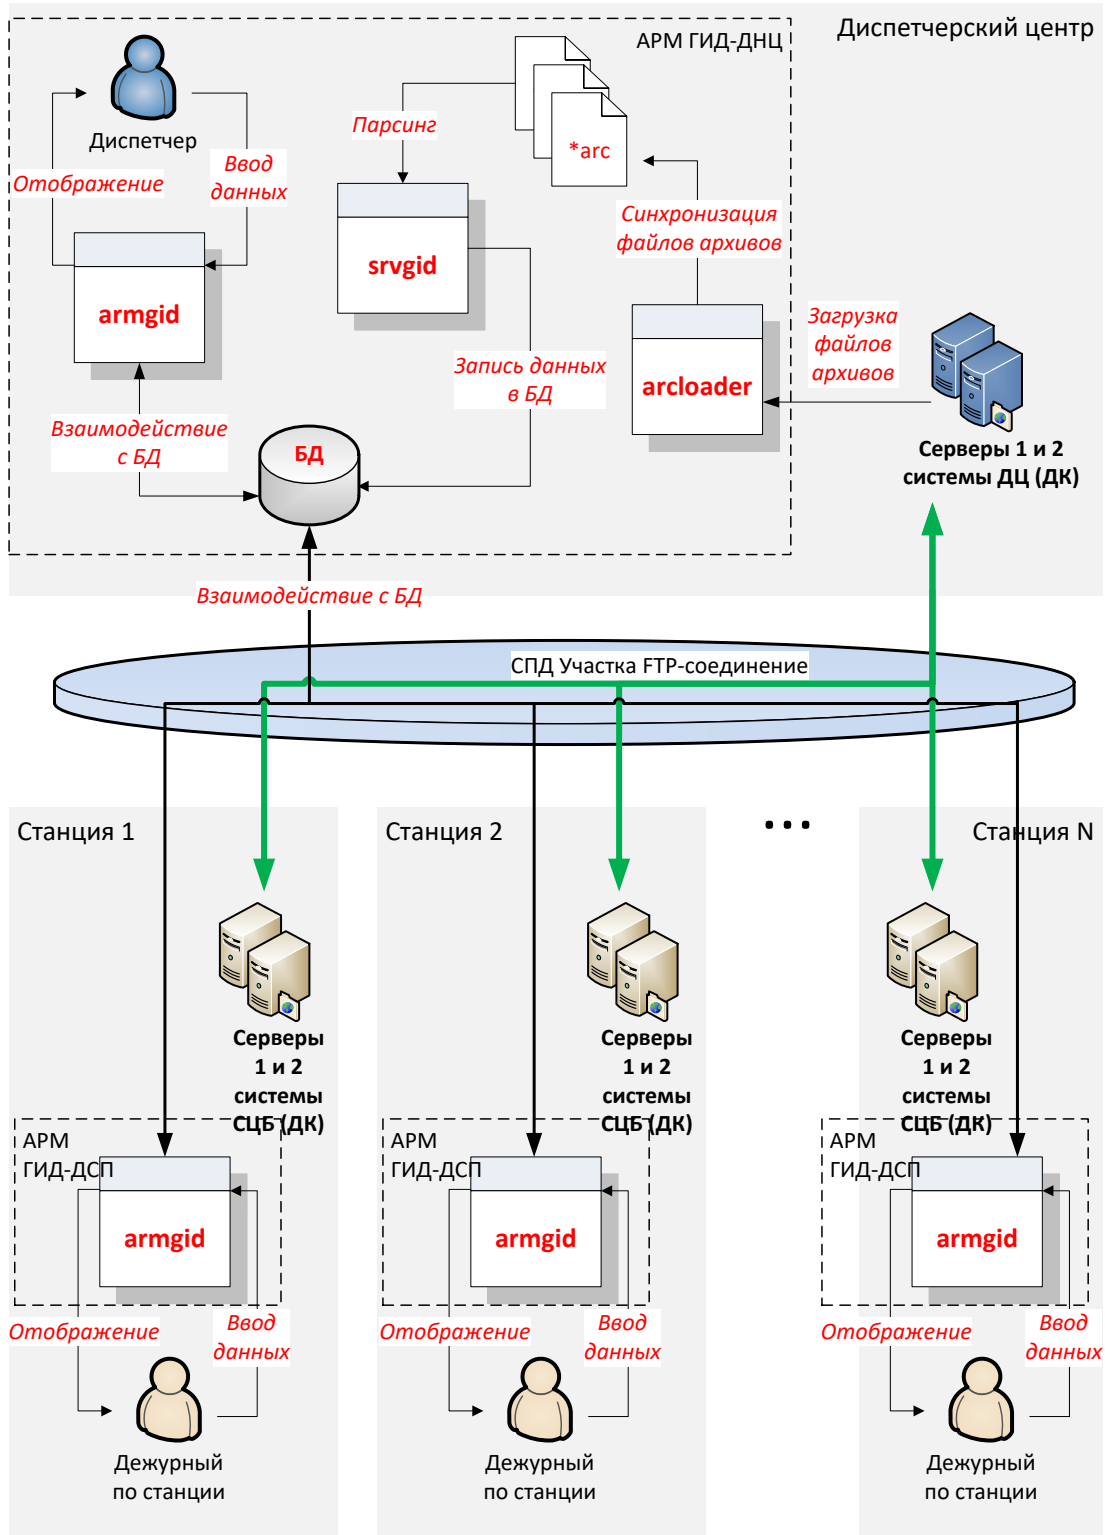 Диспетчерский центр
АРМ ГИД-ДНЦ
Диспетчер
Отображение
Ввод
данных
armgid
Взаимодействие
с БД
Парсинг
*arc
srvgid
Синхронизация
файлов архивов
Запись данных
в БД
arcloader
Загрузка
файлов
архивов
Серверы 1 и 2
системы ДЦ (ДК)
БД
Взаимодействие с БД
СПД Участка FTP-соединение
Станция 1
Серверы
1 и 2
системы
СЦБ (ДК)
АРМ
ГИД-ДСП
armgid
Отображение
Ввод
данных
Дежурный
по станции
Станция 2
Серверы
1 и 2
системы
СЦБ (ДК)
АРМ
ГИД-ДСП
armgid
Отображение
Ввод
данных
Дежурный
по станции
...
Станция N
Серверы
1 и 2
системы
СЦБ (ДК)
АРМ
ГИД-ДСП
armgid
Отображение
Ввод
данных
Дежурный
по станции